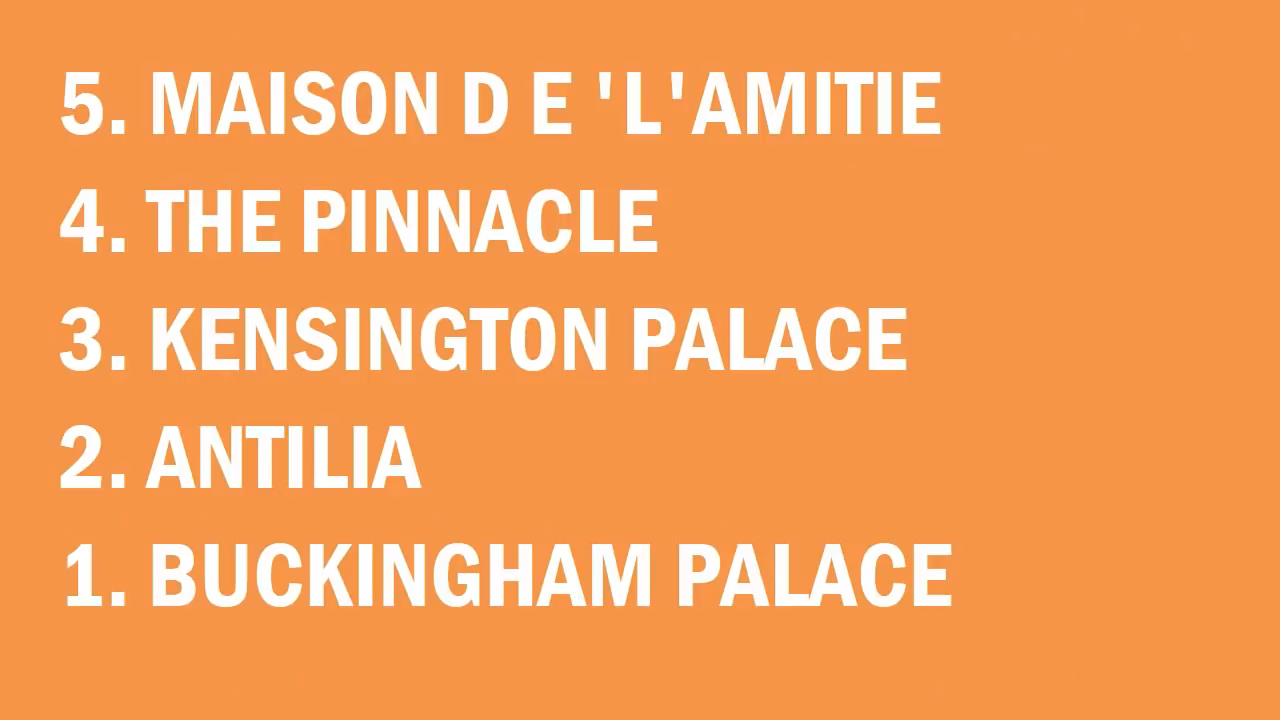 5. MAISON D E 'L'AMITIE
4. THE PINNACLE
3. KENSINGTON PALACE
2. ANTILIA
1. BUCKINGHAM PALACE